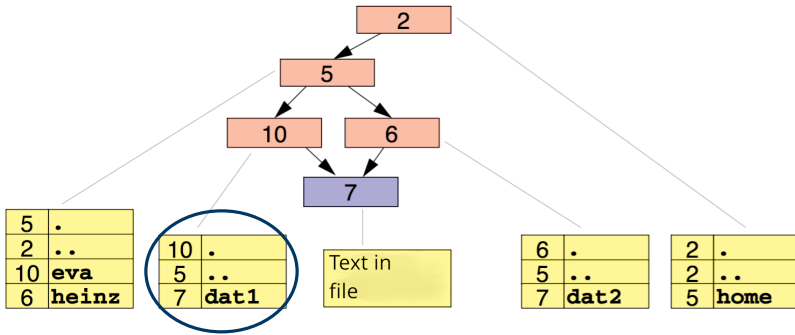 2
5
10 6
7
5 .
2 ..
10 eva
6 heinz
10 .
5 ..
7 dat1
Text in
file
6 .
5 ..
7 dat2
2 .
2 ..
5 home